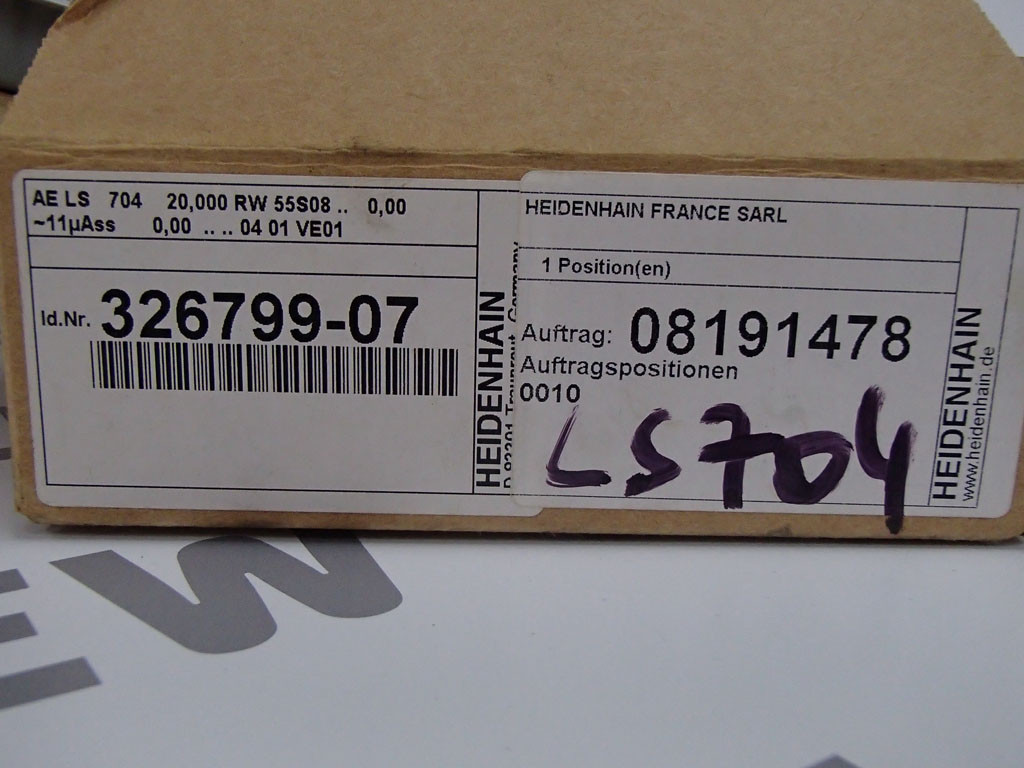 AE LS 704 20,000 RW 55S08 .. 0,00
~11µAss 0,00 .. .. 04 01 VE01
Id.Nr. 326799-07
HEIDENHAIN
HEIDENHAIN FRANCE SARL
1 Position(en)
Auftrag: 08191478
Auftragspositionen
0010
LS704
HEIDENHAIN
www.heidenhain.de
EW